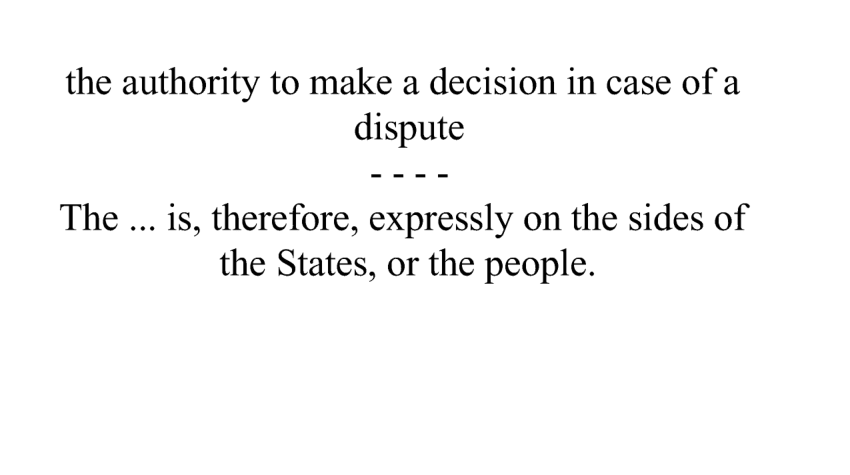 the authority to make a decision in case of a
dispute
- - - -
The ... is, therefore, expressly on the sides of
the States, or the people.